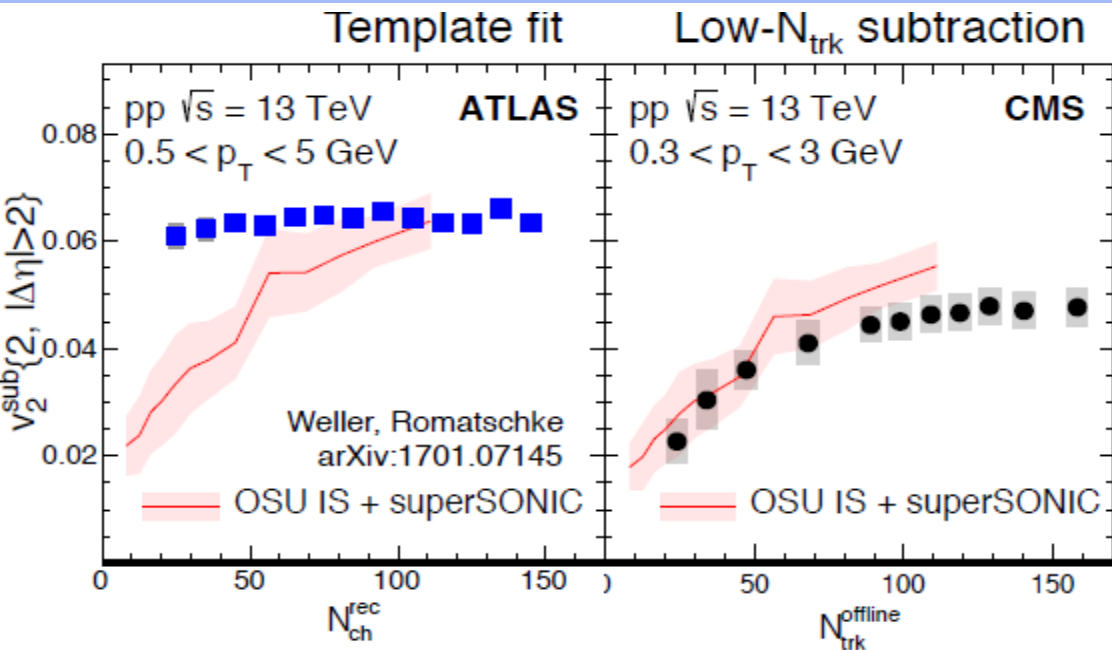 Template fit
Low-N_trk subtraction
pp √s = 13 TeV ATLAS
0.5 < p_T < 5 GeV
pp √s = 13 TeV CMS
0.3 < p_T < 3 GeV
v_2^sub{2, |Δη|>2}
0.08
0.06
0.04
0.02
Weller, Romatschke
arXiv:1701.07145
OSU IS + superSONIC
OSU IS + superSONIC
0 50 100 150
50 100 150
N_ch^rec
N_trk^offline